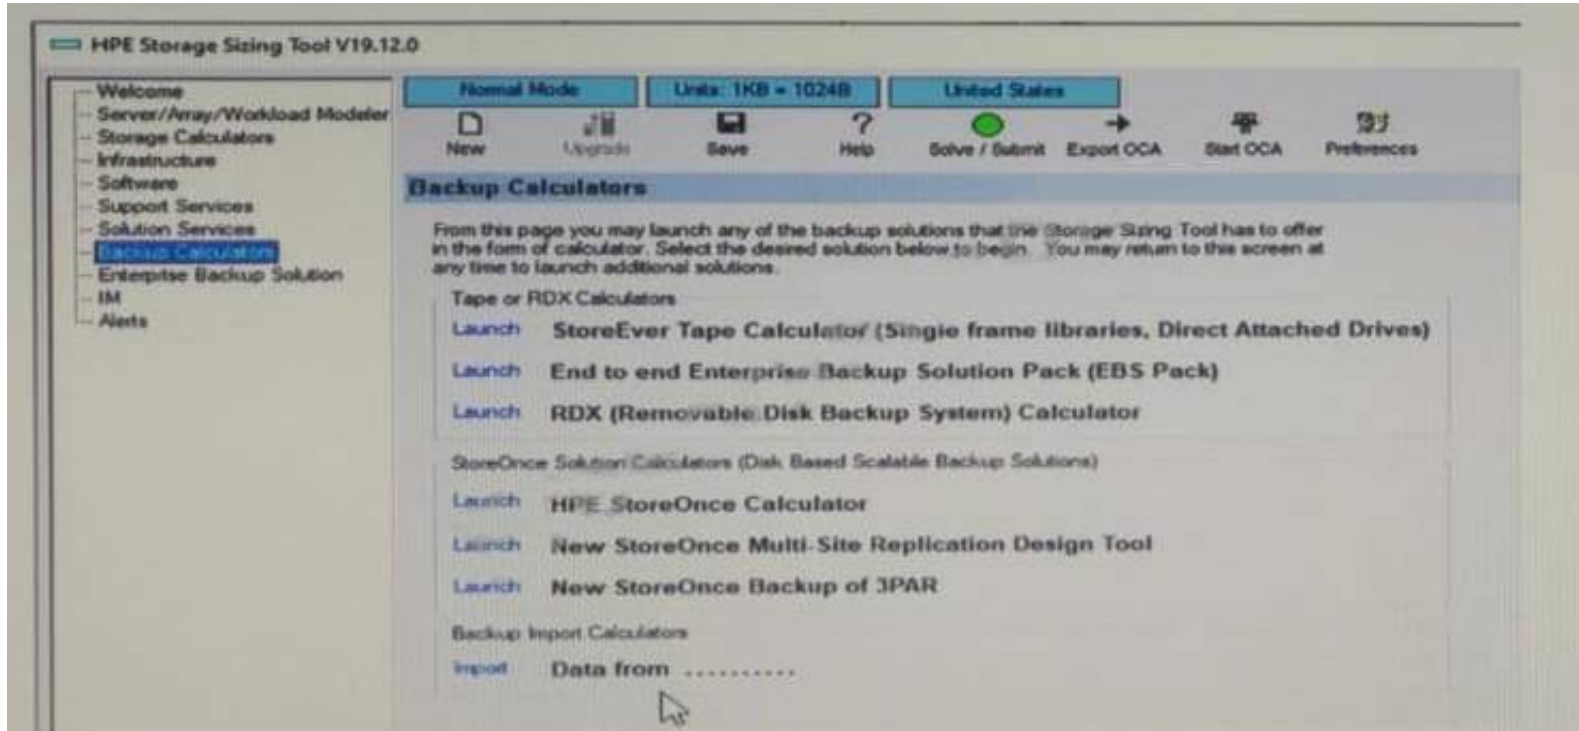 HPE Storage Sizing Tool V19.12.0
Welcome
Server//Array/Workload Modeler
Storage Calculators
Infrastructure
Software
Support Services
Solution Services
Backup Calculators
Enterprise Backup Solution
IM
Alerts
Normal Mode
Units: 1KB = 1024B
United States
New
Upgrade
Save
Help
Solve / Submit
Export OCA
Start OCA
Preferences
Backup Calculators
From this page you may launch any of the backup solutions that the Storage Sizing Tool has to offer
in the form of calculator. Select the desired solution below to begin. You may return to this screen at
any time to launch additional solutions.
Tape or RDX Calculators
Launch StoreEver Tape Calculator (Single frame libraries, Direct Attached Drives)
Launch End to end Enterprise Backup Solution Pack (EBS Pack)
Launch RDX (Removable Disk Backup System) Calculator
StoreOnce Solution Calculators (Disk Based Scalable Backup Solutions)
Launch HPE StoreOnce Calculator
Launch New StoreOnce Multi-Site Replication Design Tool
Launch New StoreOnce Backup of 3PAR
Backup Import Calculators
Import Data from ..........